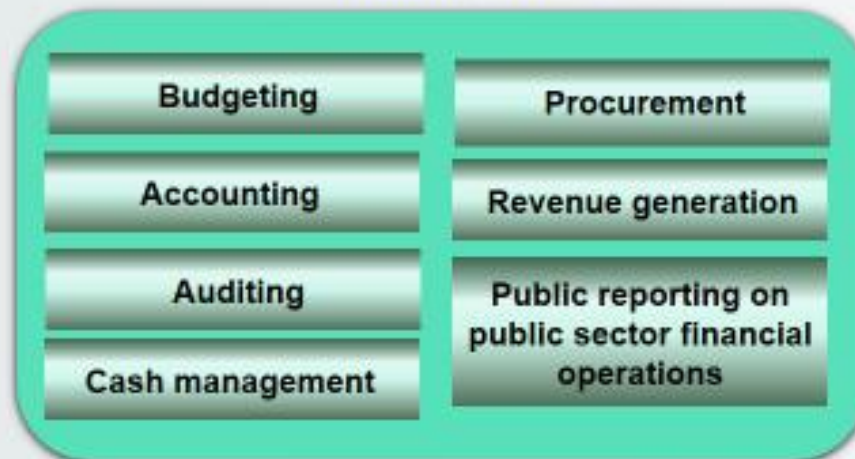 Budgeting
Accounting
Auditing
Cash management
Procurement
Revenue generation
Public reporting on
public sector financial
operations